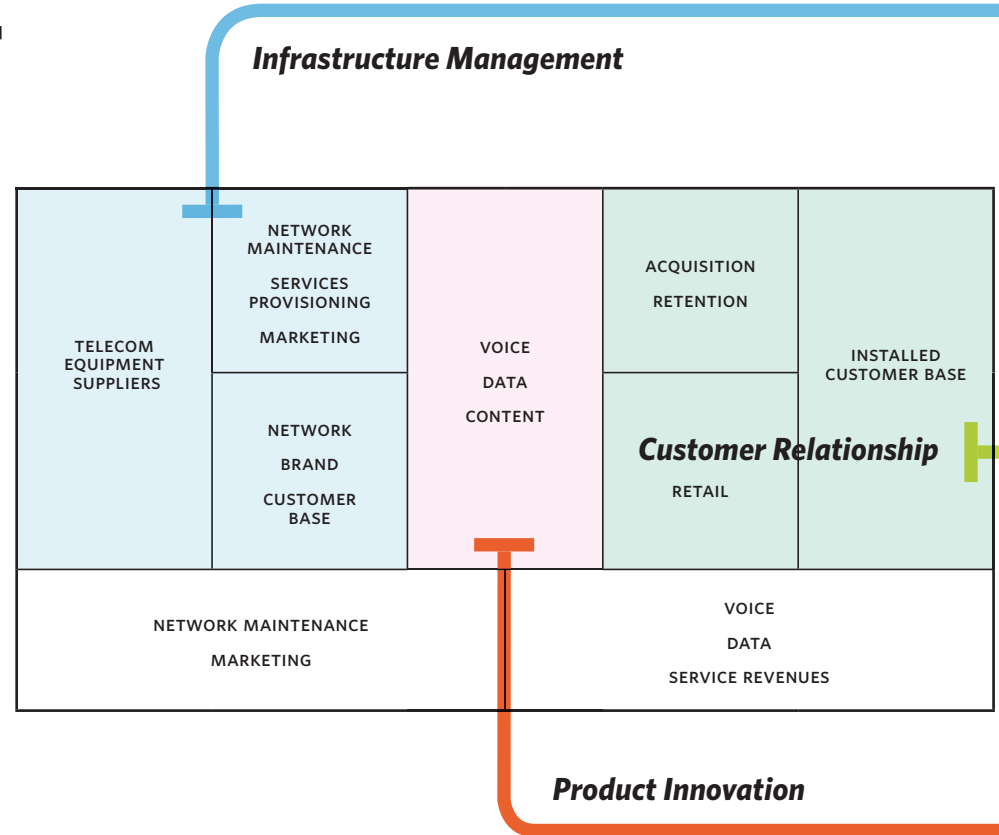 Infrastructure Management
TELECOM
EQUIPMENT
SUPPLIERS
NETWORK
MAINTENANCE
SERVICES
PROVISIONING
MARKETING
NETWORK
BRAND
CUSTOMER
BASE
VOICE
DATA
CONTENT
ACQUISITION
RETENTION
Customer Relationship
RETAIL
INSTALLED
CUSTOMER BASE
NETWORK MAINTENANCE
MARKETING
VOICE
DATA
SERVICE REVENUES
Product Innovation